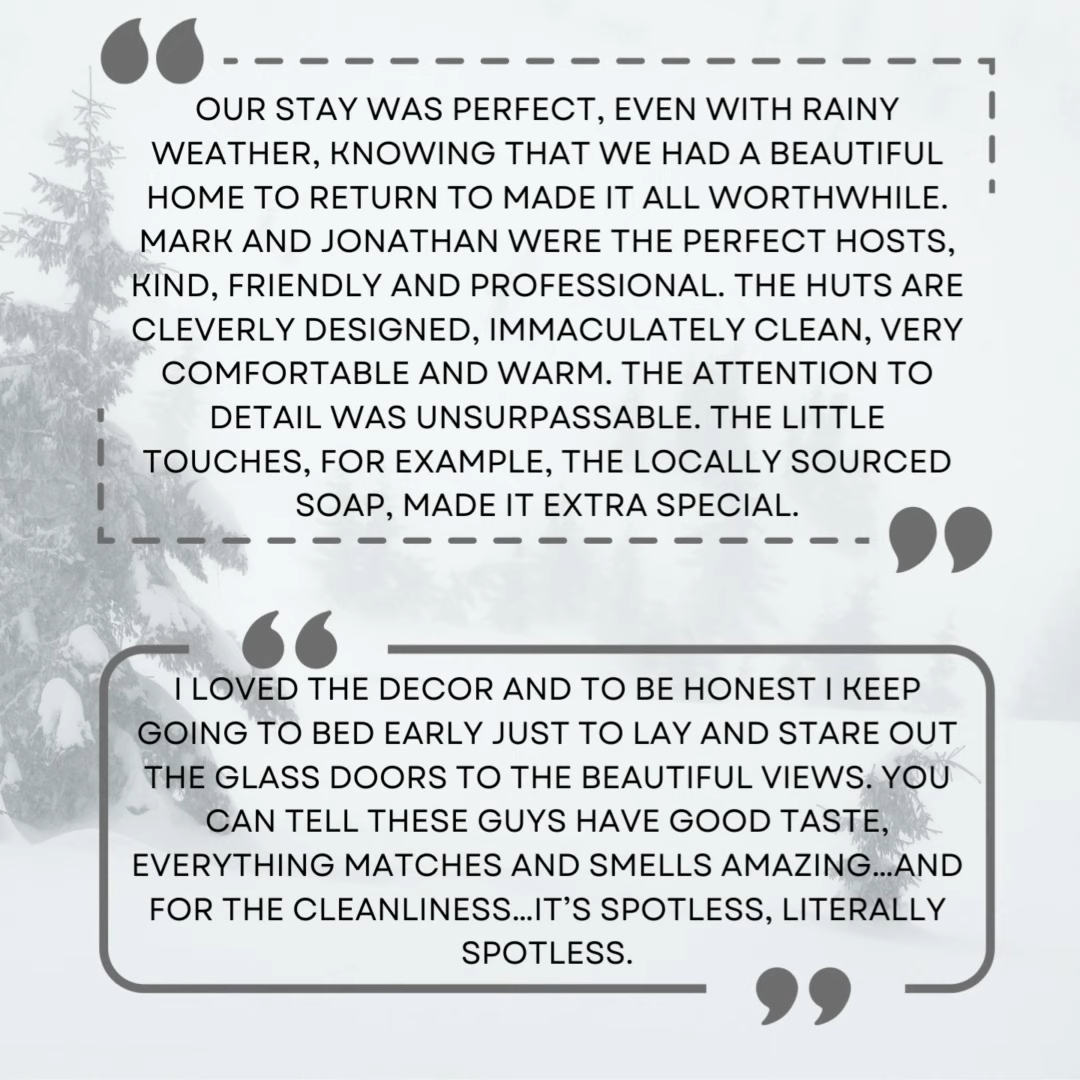 OUR STAY WAS PERFECT, EVEN WITH RAINY
WEATHER, KNOWING THAT WE HAD A BEAUTIFUL
HOME TO RETURN TO MADE IT ALL WORTHWHILE.
MARK AND JONATHAN WERE THE PERFECT HOSTS,
KIND, FRIENDLY AND PROFESSIONAL. THE HUTS ARE
CLEVERLY DESIGNED, IMMACULATELY CLEAN, VERY
COMFORTABLE AND WARM. THE ATTENTION TO
DETAIL WAS UNSURPASSABLE. THE LITTLE
TOUCHES, FOR EXAMPLE, THE LOCALLY SOURCED
SOAP, MADE IT EXTRA SPECIAL.
I LOVED THE DECOR AND TO BE HONEST I KEEP
GOING TO BED EARLY JUST TO LAY AND STARE OUT
THE GLASS DOORS TO THE BEAUTIFUL VIEWS. YOU
CAN TELL THESE GUYS HAVE GOOD TASTE,
EVERYTHING MATCHES AND SMELLS AMAZING...AND
FOR THE CLEANLINESS...IT’S SPOTLESS, LITERALLY
SPOTLESS.